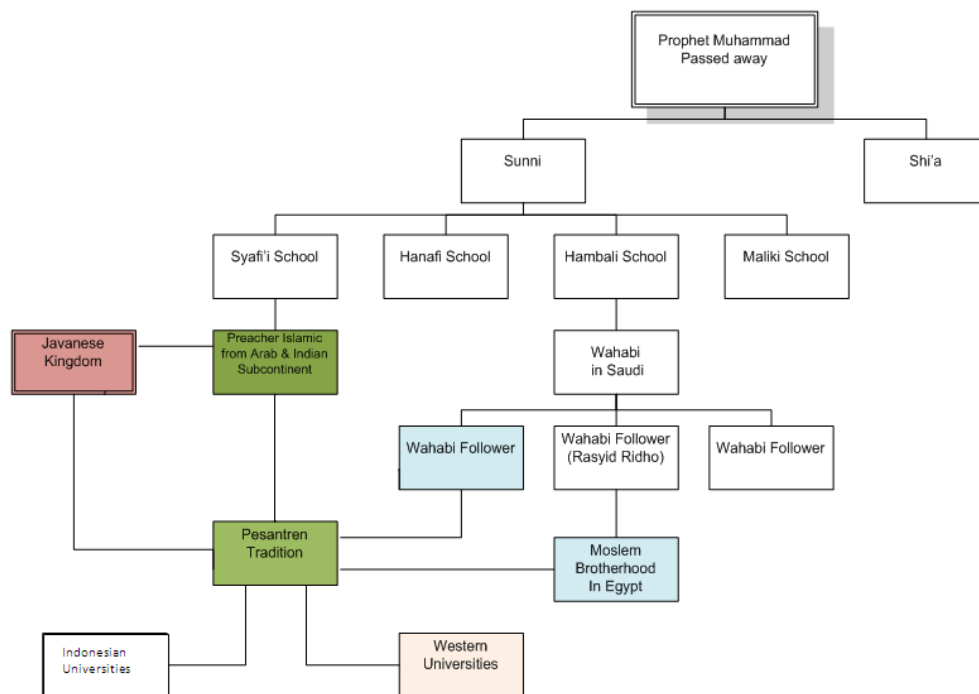 Prophet Muhammad
Passed away
Sunni
Shi'a
Syafi'i School
Hanafi School
Hambali School
Maliki School
Javanese
Kingdom
Preacher Islamic
from Arab & Indian
Subcontinent
Wahabi
in Saudi
Wahabi Follower
Wahabi Follower
(Rasyid Ridho)
Wahabi Follower
Pesantren
Tradition
Moslem
Brotherhood
In Egypt
Indonesian
Universities
Western
Universities